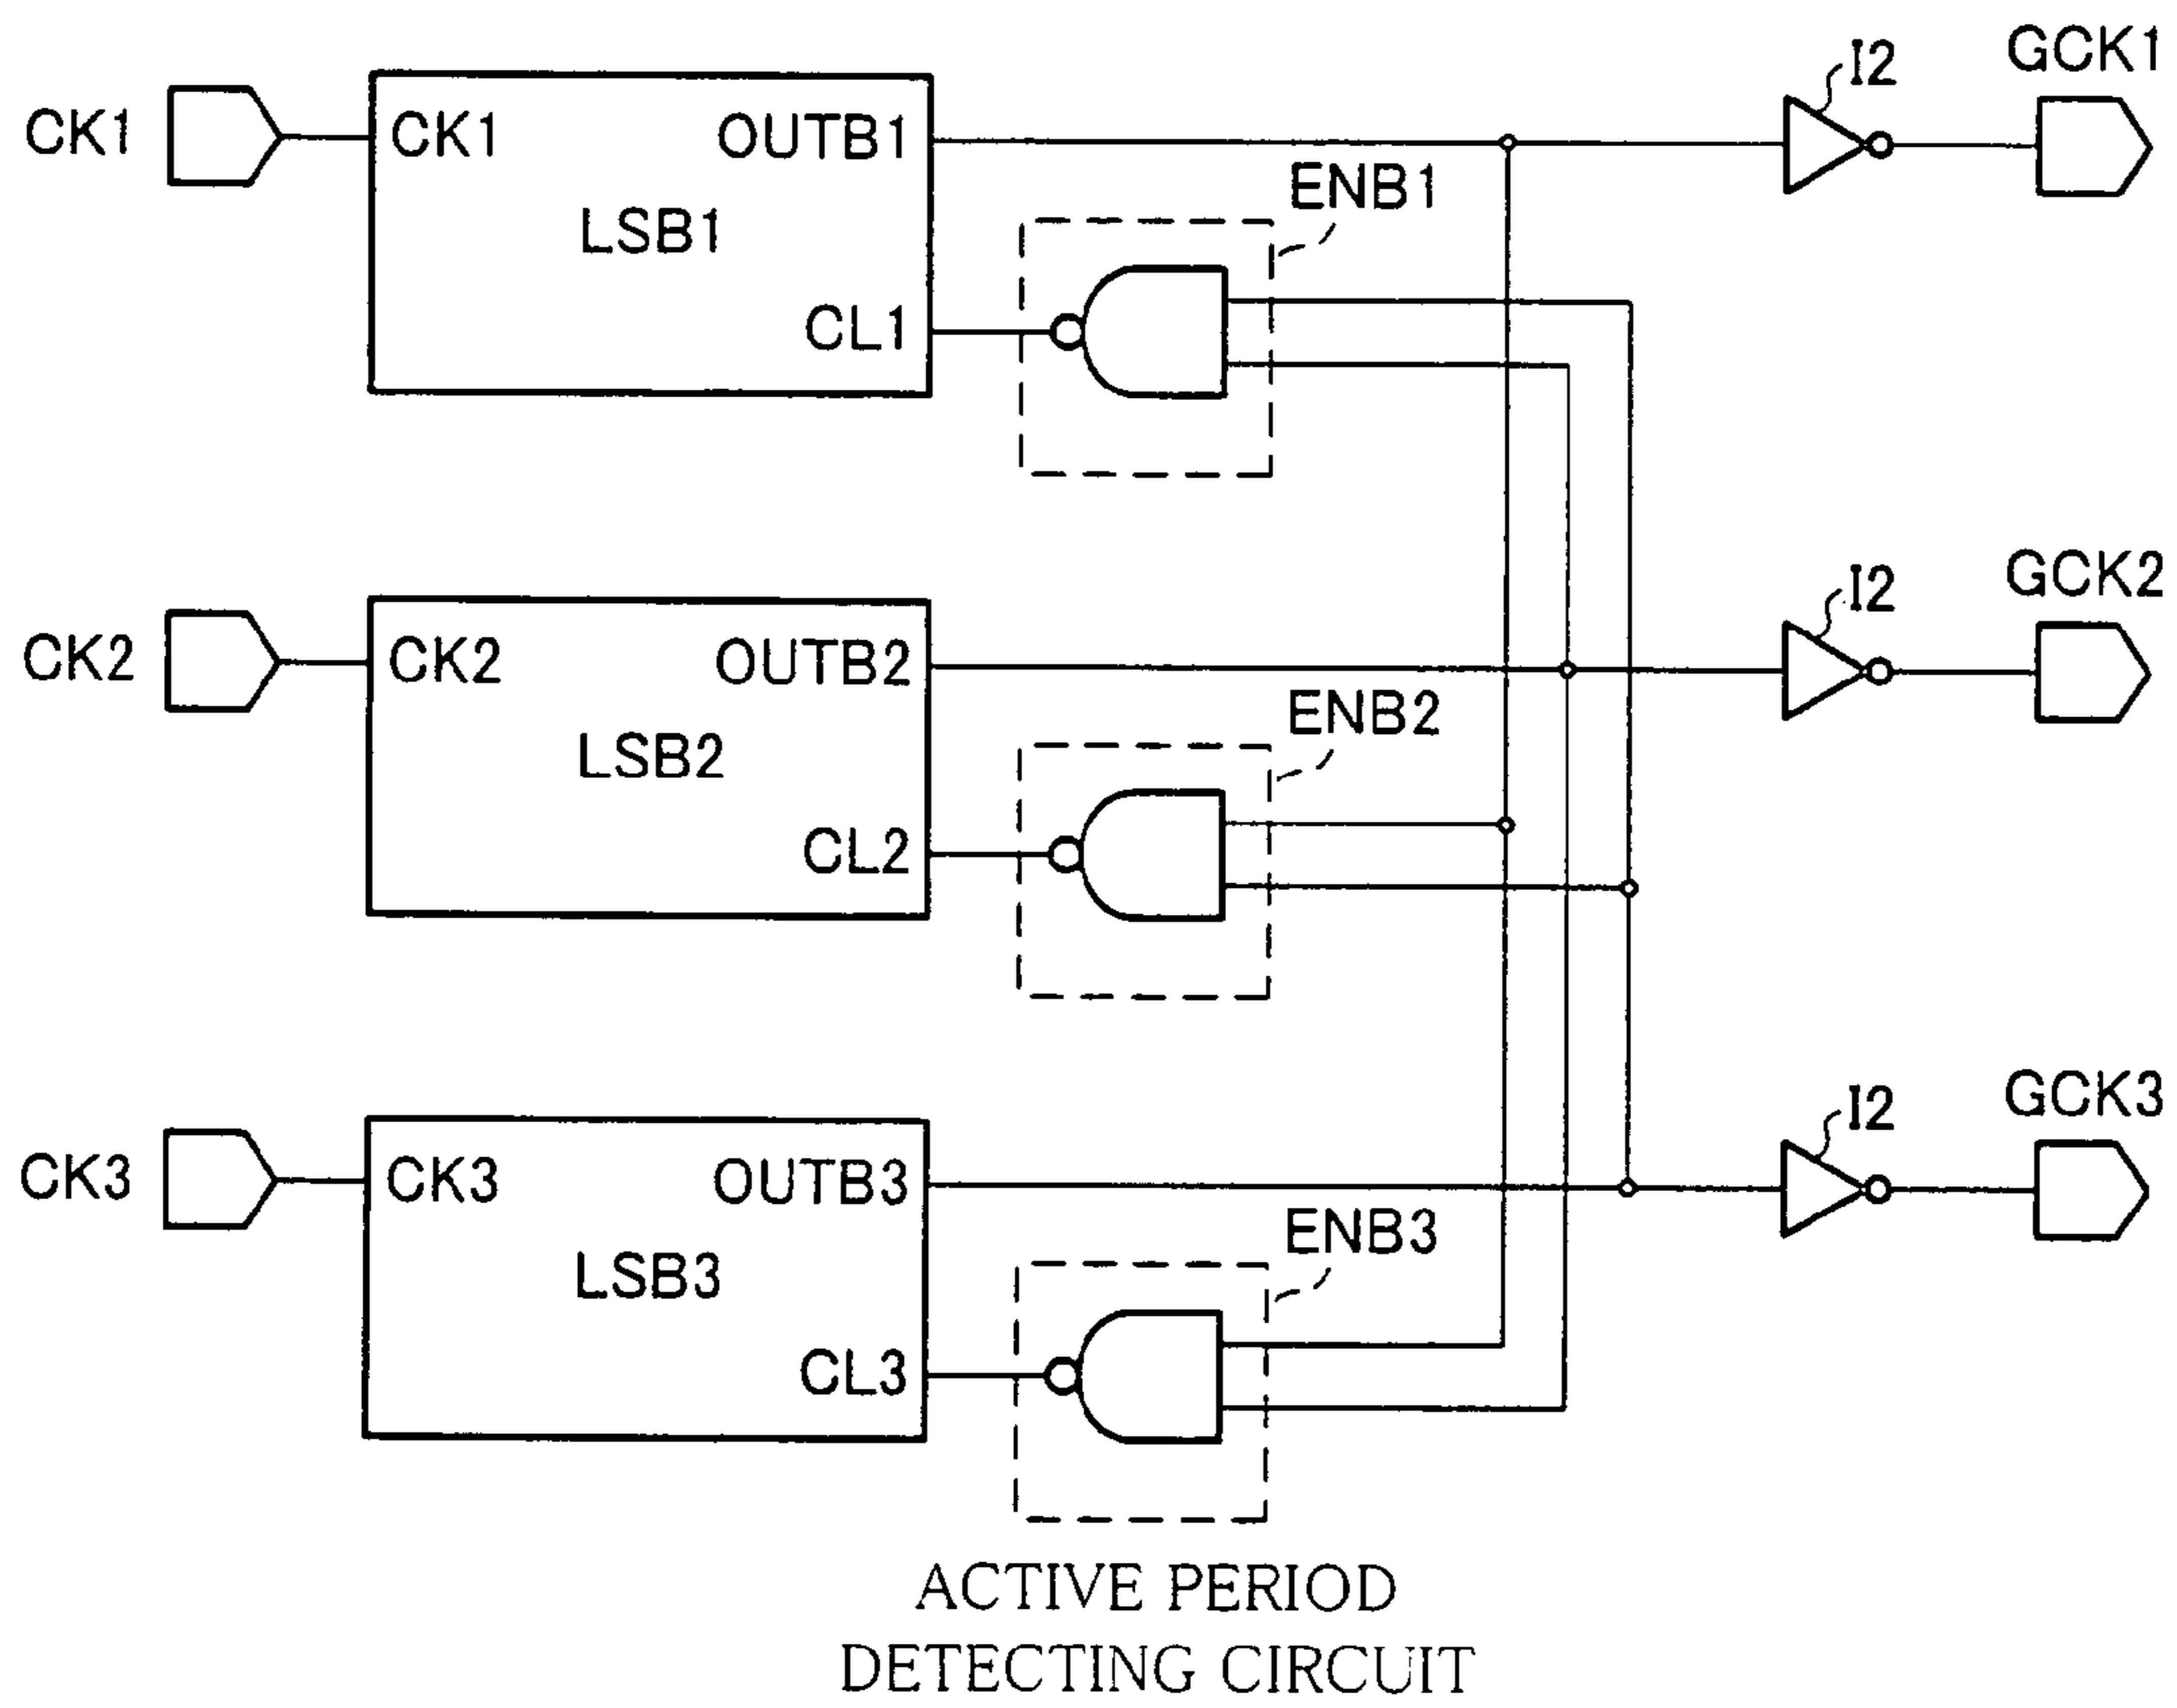 GCK1
I2
CK1
CK1
OUTB1
ENB1
LSB1
CL1
GCK2
I2
CK2
CK2
OUTB2
ENB2
LSB2
CL2
GCK3
I2
CK3
CK3
OUTB3
ENB3
LSB3
CL3
ACTIVE PERIOD
DETECTING CIRCUIT